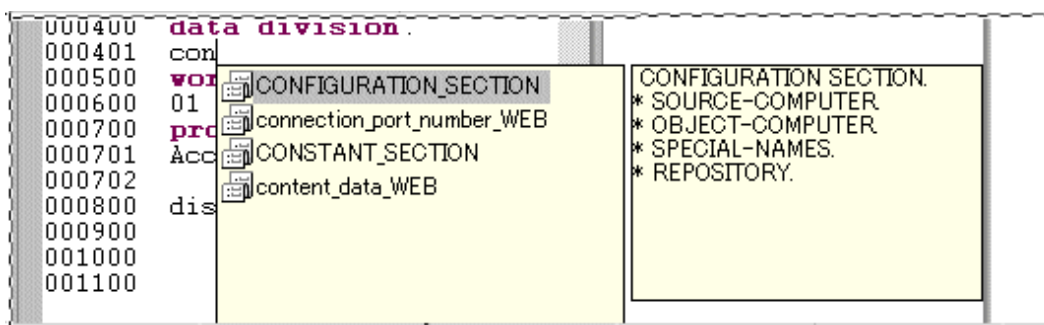 000400 data division.
000401 con
000500 wor
000600 01
000700 pro
000701 Acc
000702
000800 dis
000900
001000
001100
CONFIGURATION_SECTION
connection_port_number_WEB
CONSTANT_SECTION
content_data_WEB
CONFIGURATION SECTION.
* SOURCE-COMPUTER.
* OBJECT-COMPUTER.
* SPECIAL-NAMES.
* REPOSITORY.